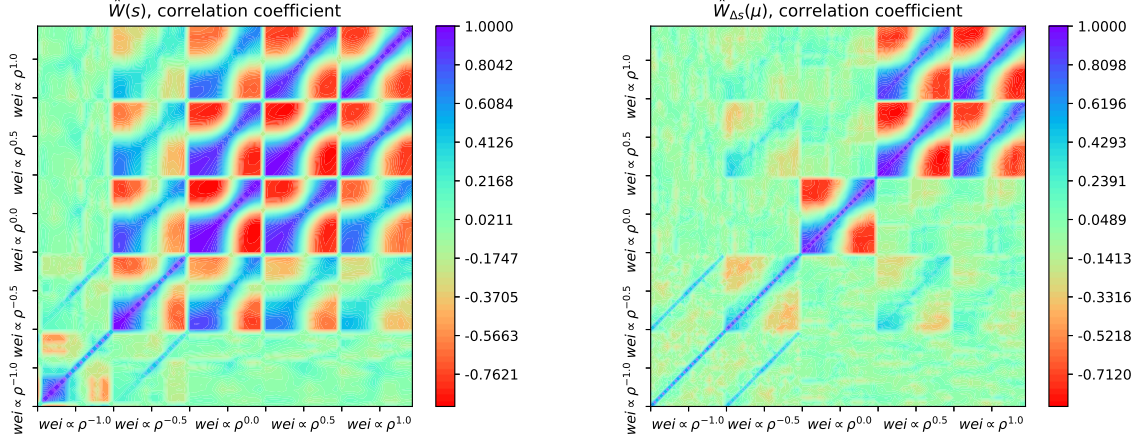 Ŵ(s), correlation coefficient
wei ∝ ρ^1.0
wei ∝ ρ^0.5
wei ∝ ρ^0.0
wei ∝ ρ^−0.5
wei ∝ ρ^−1.0
wei ∝ ρ^−1.0 wei ∝ ρ^−0.5 wei ∝ ρ^0.0 wei ∝ ρ^0.5 wei ∝ ρ^1.0
1.0000
0.8042
0.6084
0.4126
0.2168
0.0211
-0.1747
-0.3705
-0.5663
-0.7621
Ŵ_Δs(μ), correlation coefficient
wei ∝ ρ^1.0
wei ∝ ρ^0.5
wei ∝ ρ^0.0
wei ∝ ρ^−0.5
wei ∝ ρ^−1.0
wei ∝ ρ^−1.0 wei ∝ ρ^−0.5 wei ∝ ρ^0.0 wei ∝ ρ^0.5 wei ∝ ρ^1.0
1.0000
0.8098
0.6196
0.4293
0.2391
0.0489
-0.1413
-0.3316
-0.5218
-0.7120